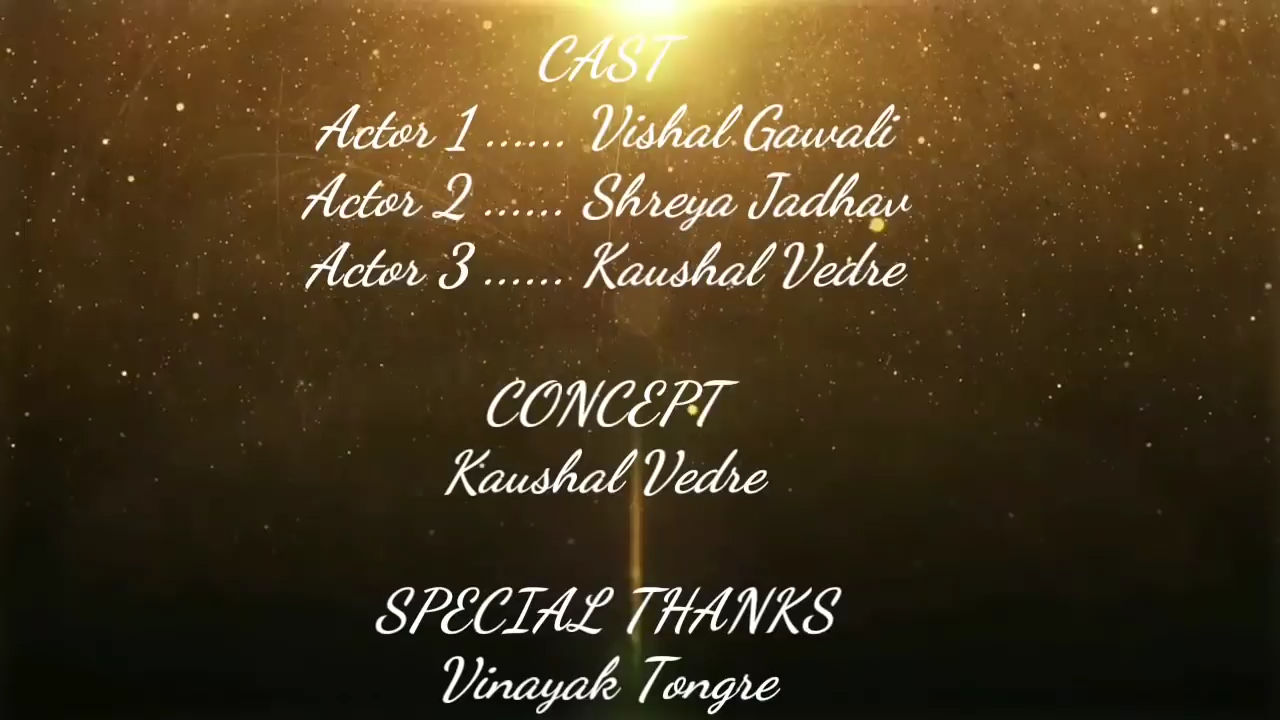 CAST
Actor 1 ...... Vishal Gawali
Actor 2 ...... Shreya Jadhav
Actor 3 ...... Kaushal Vedre
CONCEPT
Kaushal Vedre
SPECIAL THANKS
Vinayak Tongre